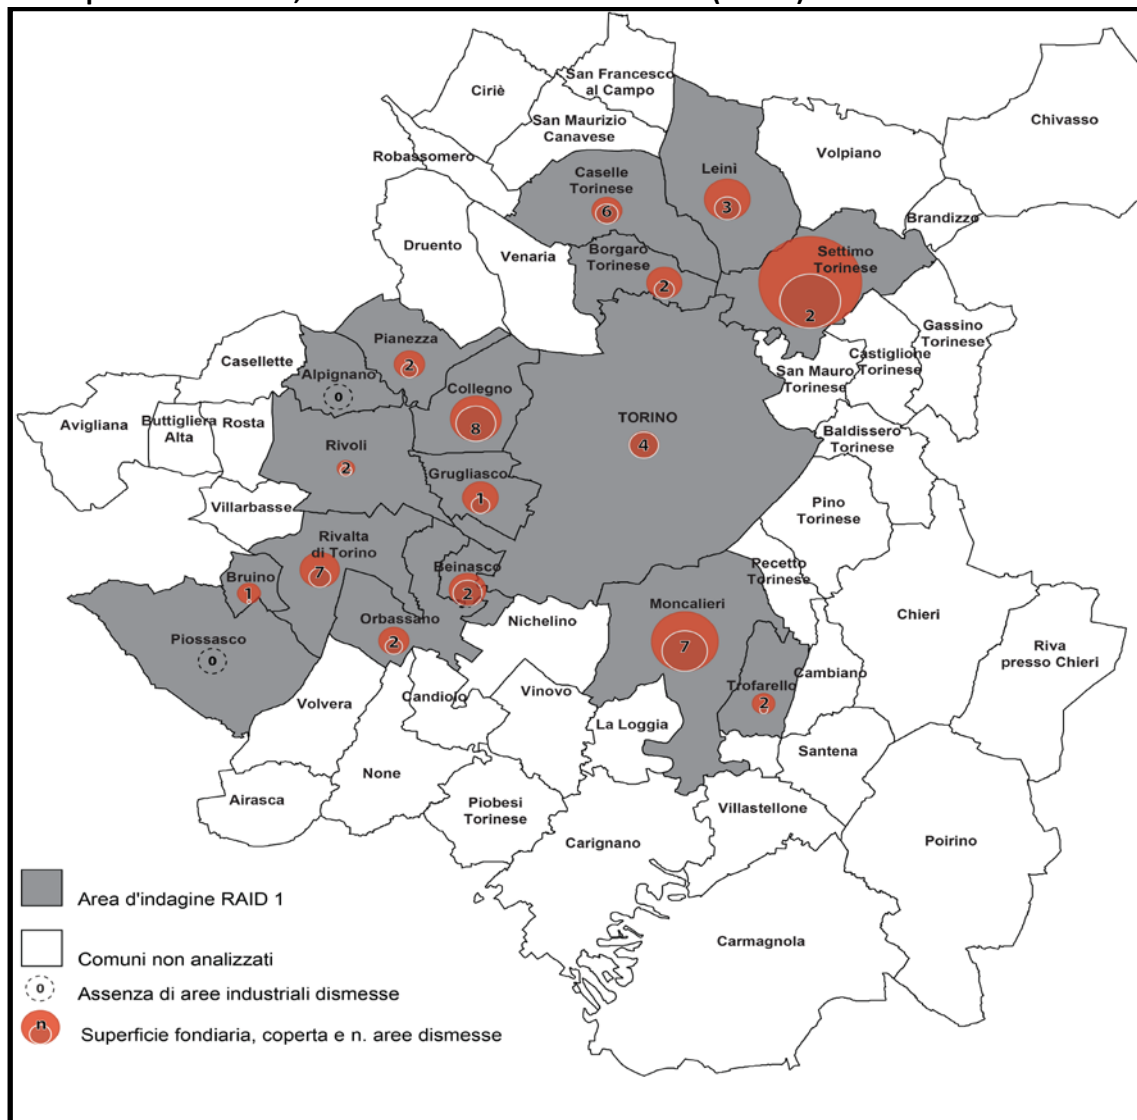 San Francesco
al Campo
Ciriè
San Maurizio
Canavese
Chivasso
Robassomero
Volpiano
Caselle
Torinese
6
Leinì
3
Brandizzo
Druento
Venaria
Borgaro
Torinese
2
Settimo
Torinese
2
Pianezza
2
Casellette
Alpignano
0
Gassino
Torinese
Castiglione
Torinese
San Mauro
Torinese
Collegno
8
Avigliana
Buttigliera
Alta
Rosta
TORINO
4
Baldissero
Torinese
Rivoli
2
Grugliasco
1
Villarbasse
Pino
Torinese
Rivalta
di Torino
7
Bruino
1
Beinasco
2
Pecetto
Torinese
Moncalieri
7
Chieri
Orbassano
2
Nichelino
Piossasco
0
Riva
presso Chieri
Trofarello
2
Cambiano
Volvera
Candiolo
Vinovo
La Loggia
Santena
None
Airasca
Piobesi
Torinese
Villastellone
Carignano
Poirino
Carmagnola
Area d'indagine RAID 1
Comuni non analizzati
0
Assenza di aree industriali dismesse
n
Superficie fondiaria, coperta e n. aree dismesse